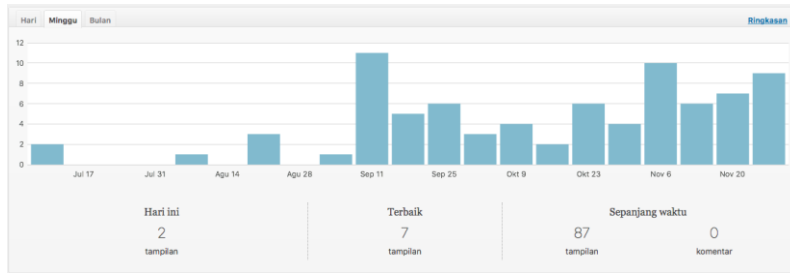 Hari Minggu Bulan Ringkasan
12
10
8
6
4
2
0
Jul 17 Jul 31 Agu 14 Agu 28 Sep 11 Sep 25 Okt 9 Okt 23 Nov 6 Nov 20
Hari ini Terbaik Sepanjang waktu
2 7 87 0
tampilan tampilan tampilan komentar